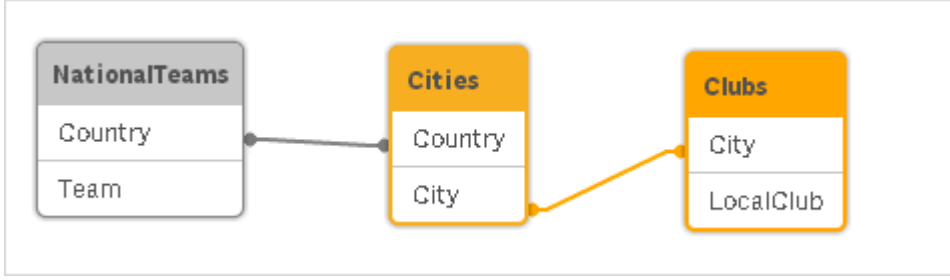 NationalTeams
Country
Team
Cities
Country
City
Clubs
City
LocalClub